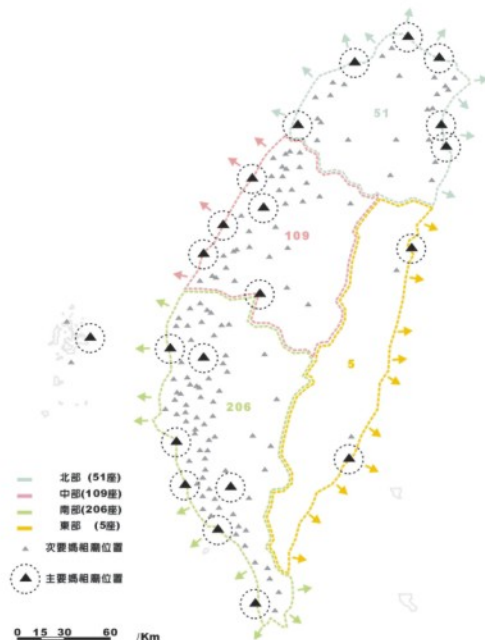 51
109
5
206
北部 (51座)
中部(109座)
南部(206座)
東部 (5座)
次要媽祖廟位置
主要媽祖廟位置
0 15 30 60 /Km